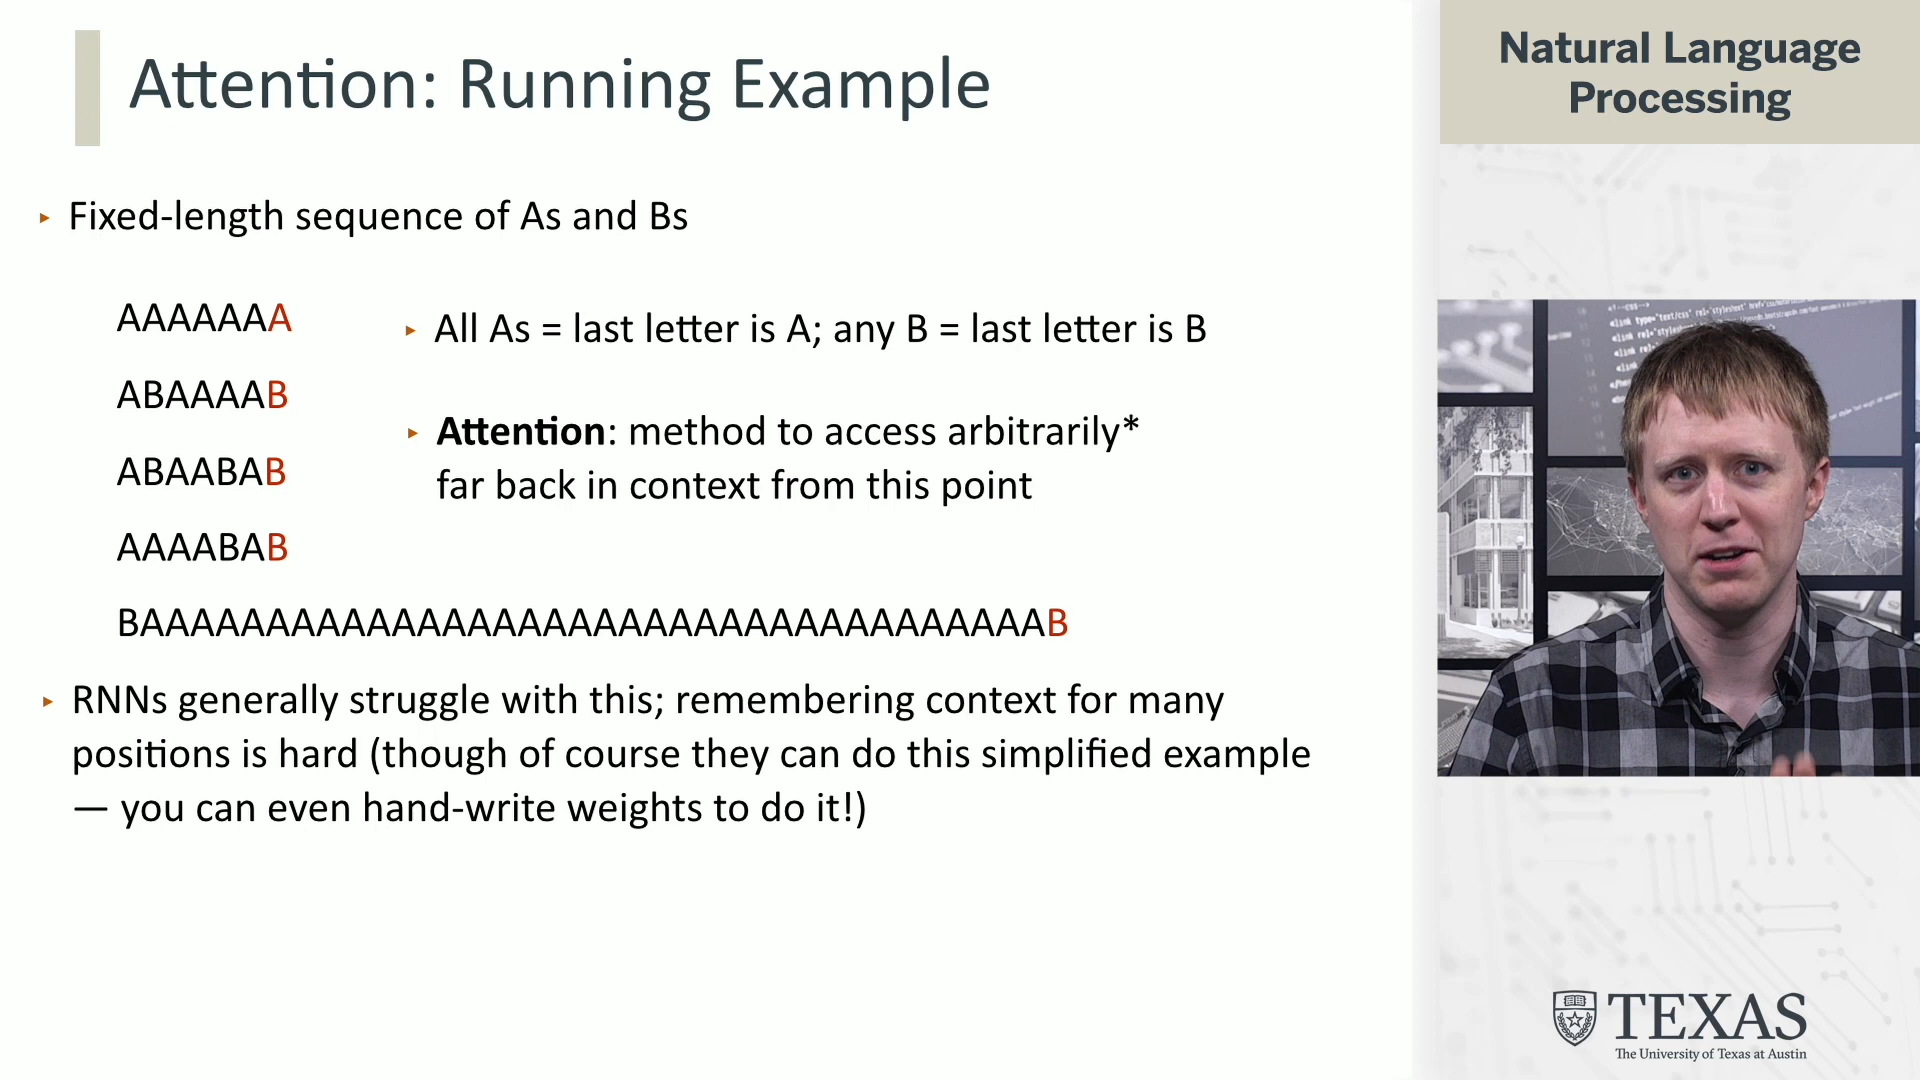 Attention: Running Example
Natural Language
Processing
▸ Fixed-length sequence of As and Bs
AAAAAAA
▸ All As = last letter is A; any B = last letter is B
ABAAAAB
▸ Attention: method to access arbitrarily*
far back in context from this point
ABAABAB
AAAABAB
BAAAAAAAAAAAAAAAAAAAAAAAAAAAAAAAAAAAAB
▸ RNNs generally struggle with this; remembering context for many
positions is hard (though of course they can do this simplified example
— you can even hand-write weights to do it!)
TEXAS
The University of Texas at Austin